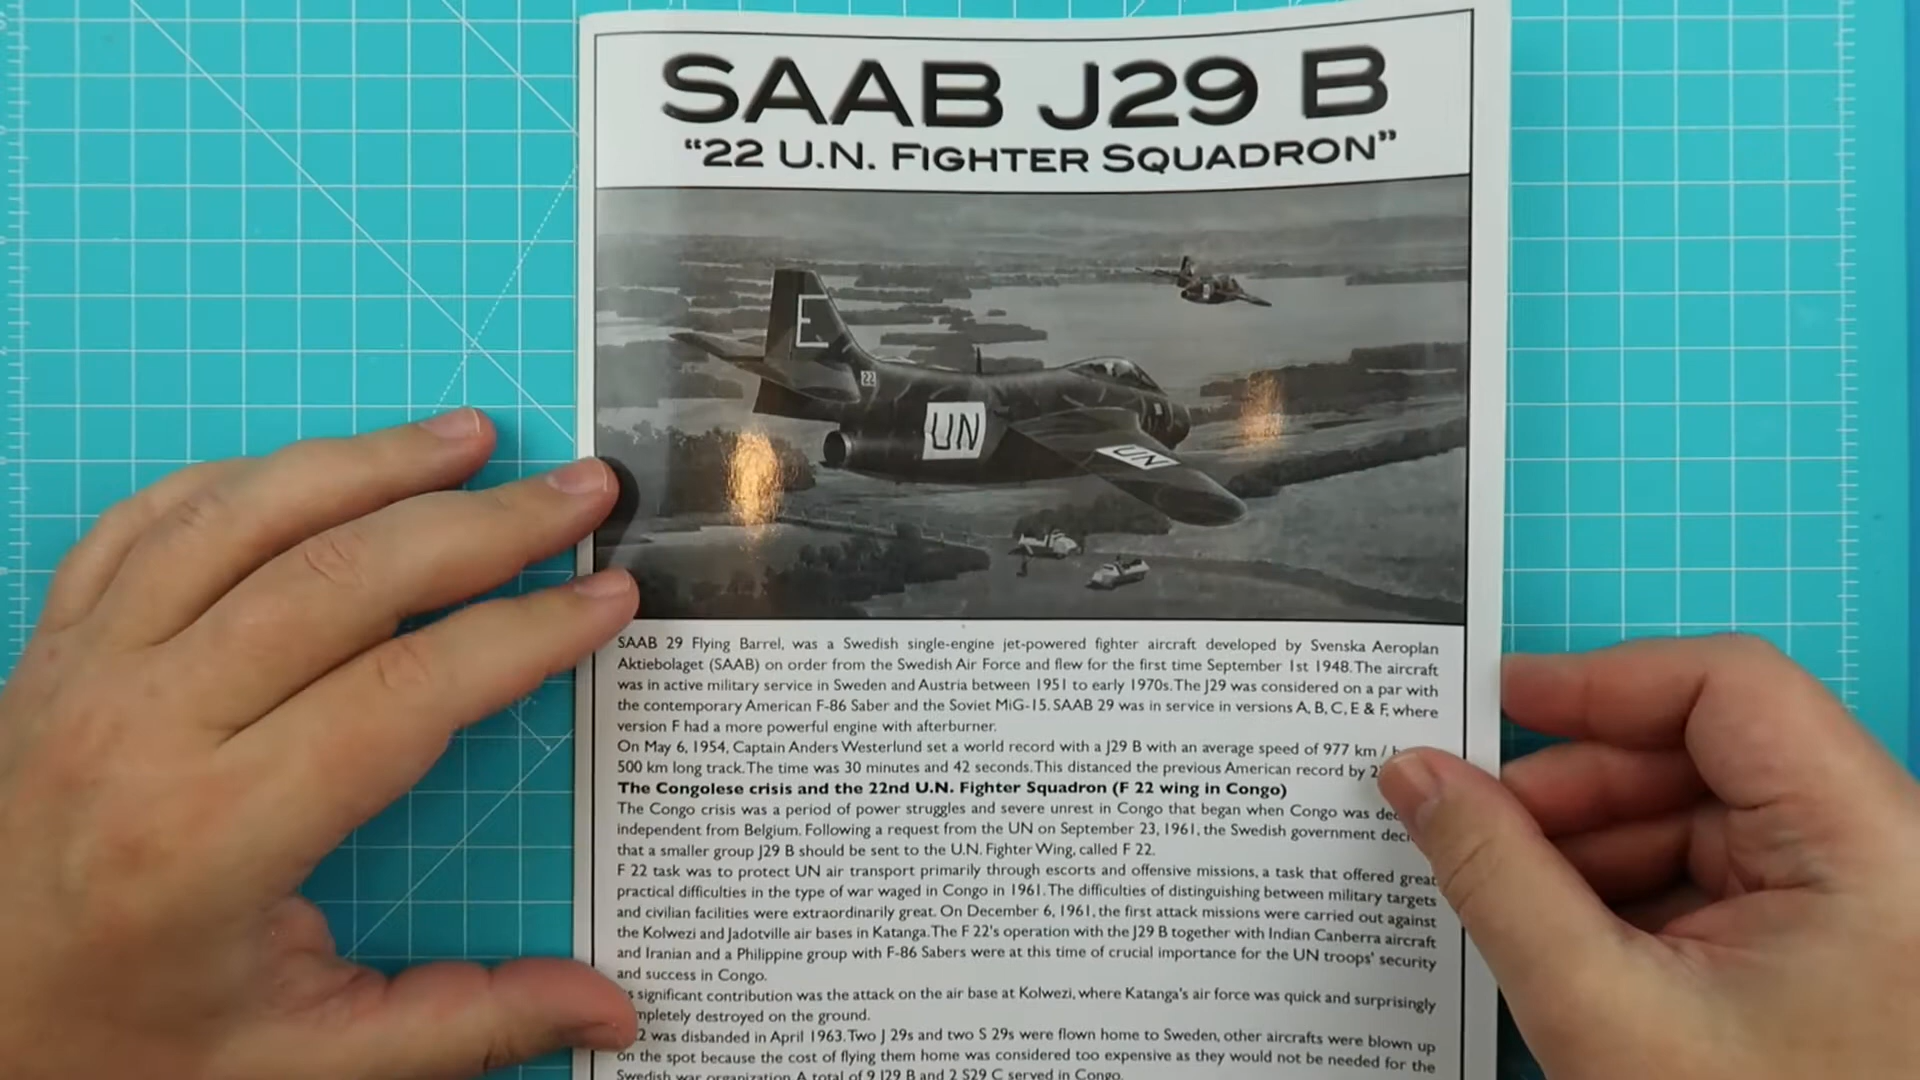 SAAB J29 B
“22 U.N. FIGHTER SQUADRON”
E
22
UN
UN
SAAB 29 Flying Barrel, was a Swedish single-engine jet-powered fighter aircraft developed by Svenska Aeroplan
Aktiebolaget (SAAB) on order from the Swedish Air Force and flew for the first time September 1st 1948. The aircraft
was in active military service in Sweden and Austria between 1951 to early 1970s. The J29 was considered on a par with
the contemporary American F-86 Saber and the Soviet MiG-15. SAAB 29 was in service in versions A, B, C, E & F, where
version F had a more powerful engine with afterburner.
On May 6, 1954, Captain Anders Westerlund set a world record with a J29 B with an average speed of 977 km /
500 km long track. The time was 30 minutes and 42 seconds. This distanced the previous American record by
The Congolese crisis and the 22nd U.N. Fighter Squadron (F 22 wing in Congo)
The Congo crisis was a period of power struggles and severe unrest in Congo that began when Congo was
independent from Belgium. Following a request from the UN on September 23, 1961, the Swedish government
that a smaller group J29 B should be sent to the U.N. Fighter Wing, called F 22.
F 22 task was to protect UN air transport primarily through escorts and offensive missions, a task that offered great
practical difficulties in the type of war waged in Congo in 1961. The difficulties of distinguishing between military targets
and civilian facilities were extraordinarily great. On December 6, 1961, the first attack missions were carried out against
the Kolwezi and Jadotville air bases in Katanga. The F 22's operation with the J29 B together with Indian Canberra aircraft
and Iranian and a Philippine group with F-86 Sabers were at this time of crucial importance for the UN troops' security
and success in Congo.
significant contribution was the attack on the air base at Kolwezi, where Katanga's air force was quick and surprisingly
destroyed on the ground.
was disbanded in April 1963. Two J 29s and two S 29s were flown home to Sweden, other aircrafts were blown up
on the spot because the cost of flying them home was considered too expensive as they would not be needed for the
Swedish war organization. A total of 9 J29 B and 2 S29 C served in Congo.